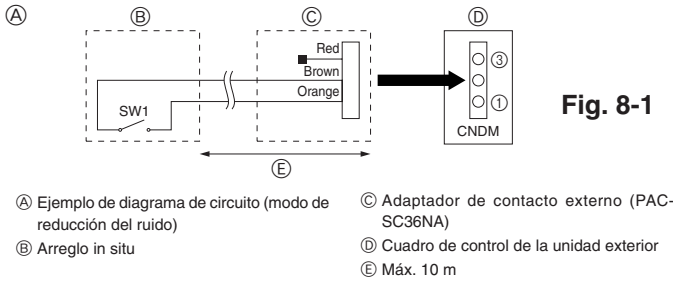 Ⓐ
Ⓑ
Ⓒ
Ⓓ
Red
Brown
Orange
SW1
③
①
CNDM
Fig. 8-1
Ⓔ
Ⓐ Ejemplo de diagrama de circuito (modo de
reducción del ruido)
Ⓑ Arreglo in situ
Ⓒ Adaptador de contacto externo (PAC-
SC36NA)
Ⓓ Cuadro de control de la unidad exterior
Ⓔ Máx. 10 m